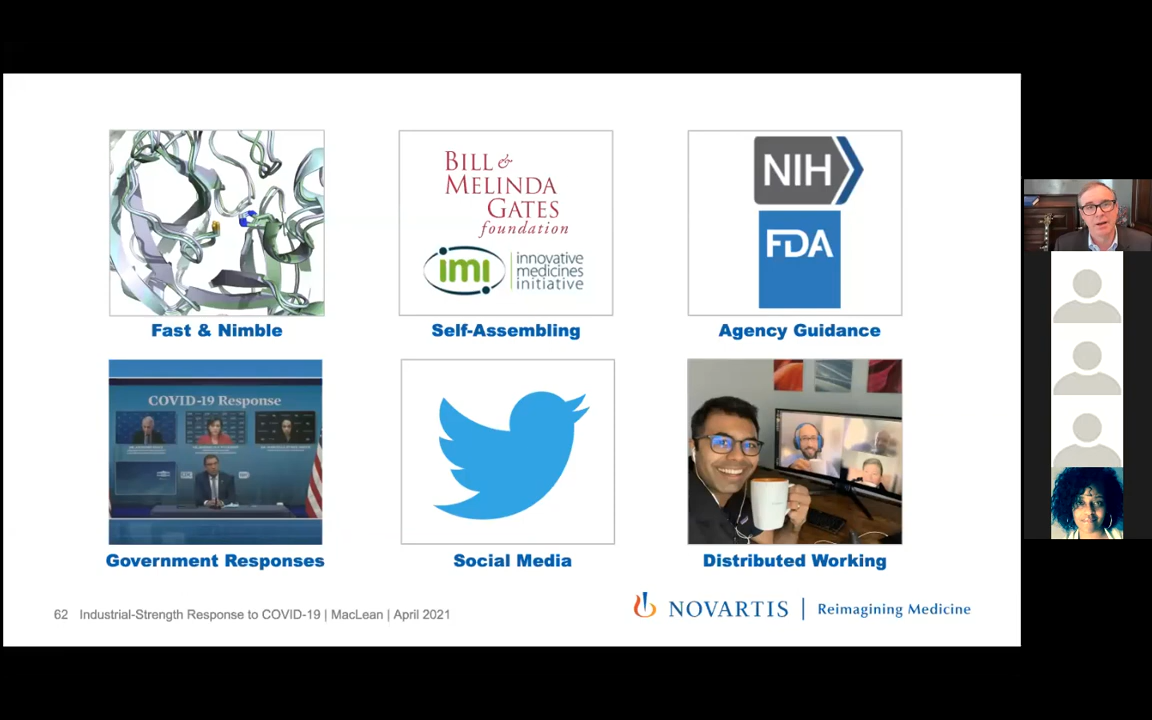 BILL &
MELINDA
GATES
foundation
imi
innovative
medicines
initiative
NIH
FDA
Fast & Nimble
Self-Assembling
Agency Guidance
COVID-19 Response
Government Responses
Social Media
Distributed Working
62 Industrial-Strength Response to COVID-19 | MacLean | April 2021
NOVARTIS | Reimagining Medicine